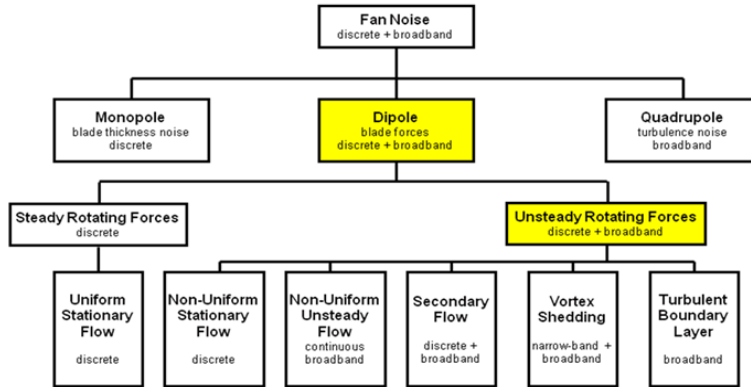 Fan Noise
discrete + broadband
Monopole
blade thickness noise
discrete
Dipole
blade forces
discrete + broadband
Quadrupole
turbulence noise
broadband
Steady Rotating Forces
discrete
Unsteady Rotating Forces
discrete + broadband
Uniform
Stationary
Flow
discrete
Non-Uniform
Stationary
Flow
discrete
Non-Uniform
Unsteady
Flow
continuous
broadband
Secondary
Flow
discrete +
broadband
Vortex
Shedding
narrow-band +
broadband
Turbulent
Boundary
Layer
broadband